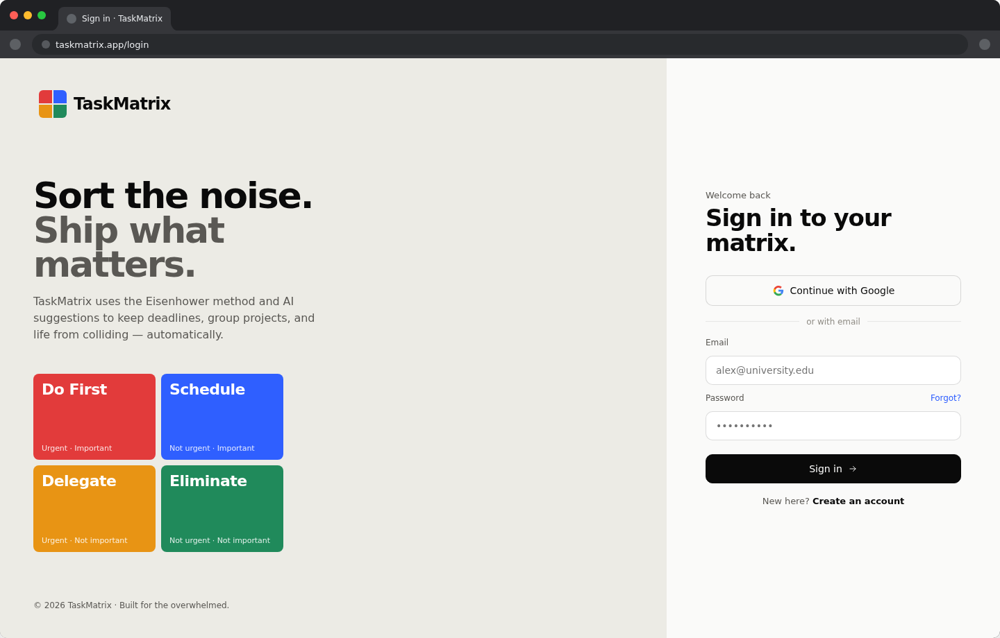 Sign in · TaskMatrix
taskmatrix.app/login
TaskMatrix
Sort the noise.
Ship what
matters.
TaskMatrix uses the Eisenhower method and AI
suggestions to keep deadlines, group projects, and
life from colliding — automatically.
Do First
Urgent · Important
Schedule
Not urgent · Important
Delegate
Urgent · Not important
Eliminate
Not urgent · Not important
© 2026 TaskMatrix · Built for the overwhelmed.
Welcome back
Sign in to your
matrix.
Continue with Google
or with email
Email
alex@university.edu
Password
Forgot?
••••••••••
Sign in →
New here? Create an account